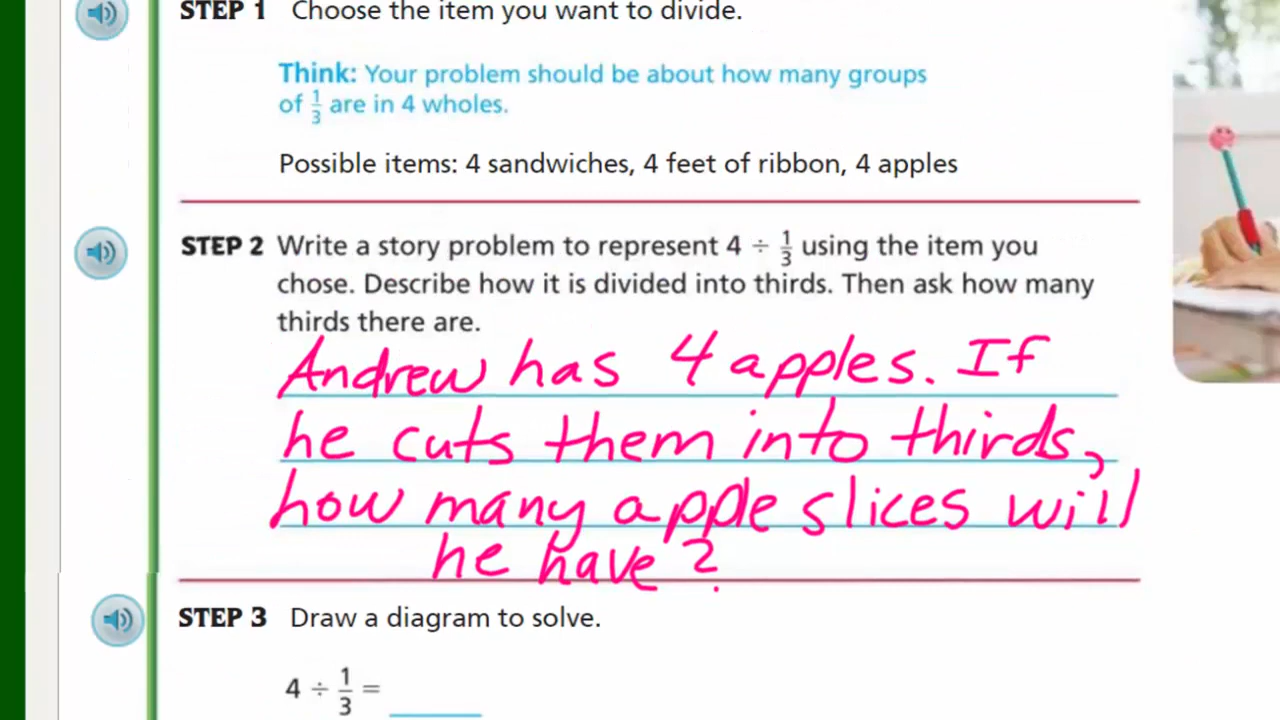 STEP 1 Choose the item you want to divide.
Think: Your problem should be about how many groups
of 1/3 are in 4 wholes.
Possible items: 4 sandwiches, 4 feet of ribbon, 4 apples
STEP 2 Write a story problem to represent 4 ÷ 1/3 using the item you
chose. Describe how it is divided into thirds. Then ask how many
thirds there are.
Andrew has 4 apples. If
he cuts them into thirds,
how many apple slices will
he have?
STEP 3 Draw a diagram to solve.
4 ÷ 1/3 =